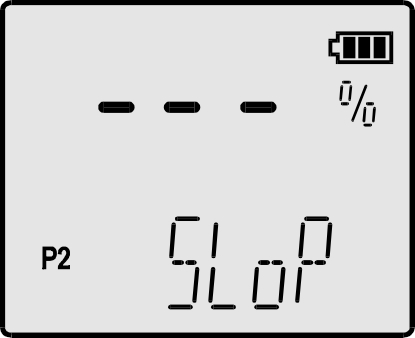 --- %
P2 SLoP